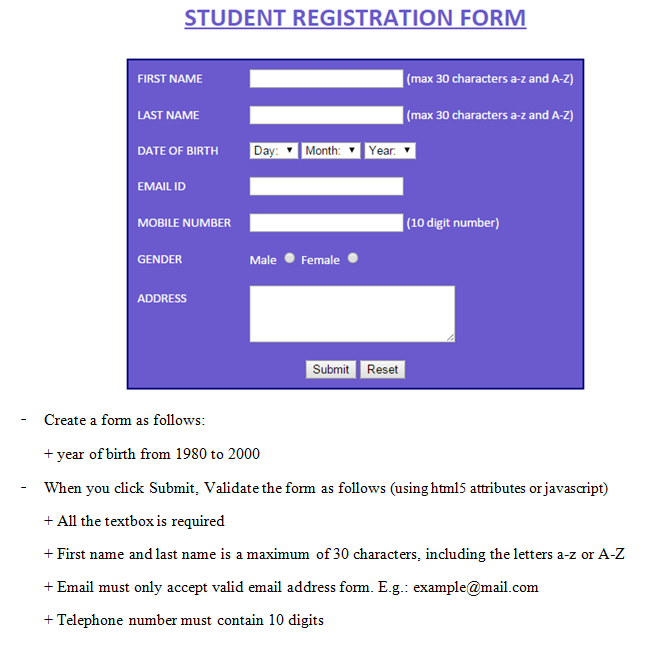 STUDENT REGISTRATION FORM
FIRST NAME (max 30 characters a-z and A-Z)
LAST NAME (max 30 characters a-z and A-Z)
DATE OF BIRTH Day: Month: Year:
EMAIL ID
MOBILE NUMBER (10 digit number)
GENDER Male Female
ADDRESS
Submit Reset
- Create a form as follows:
+ year of birth from 1980 to 2000
- When you click Submit, Validate the form as follows (using html5 attributes or javascript)
+ All the textbox is required
+ First name and last name is a maximum of 30 characters, including the letters a-z or A-Z
+ Email must only accept valid email address form. E.g.: example@mail.com
+ Telephone number must contain 10 digits